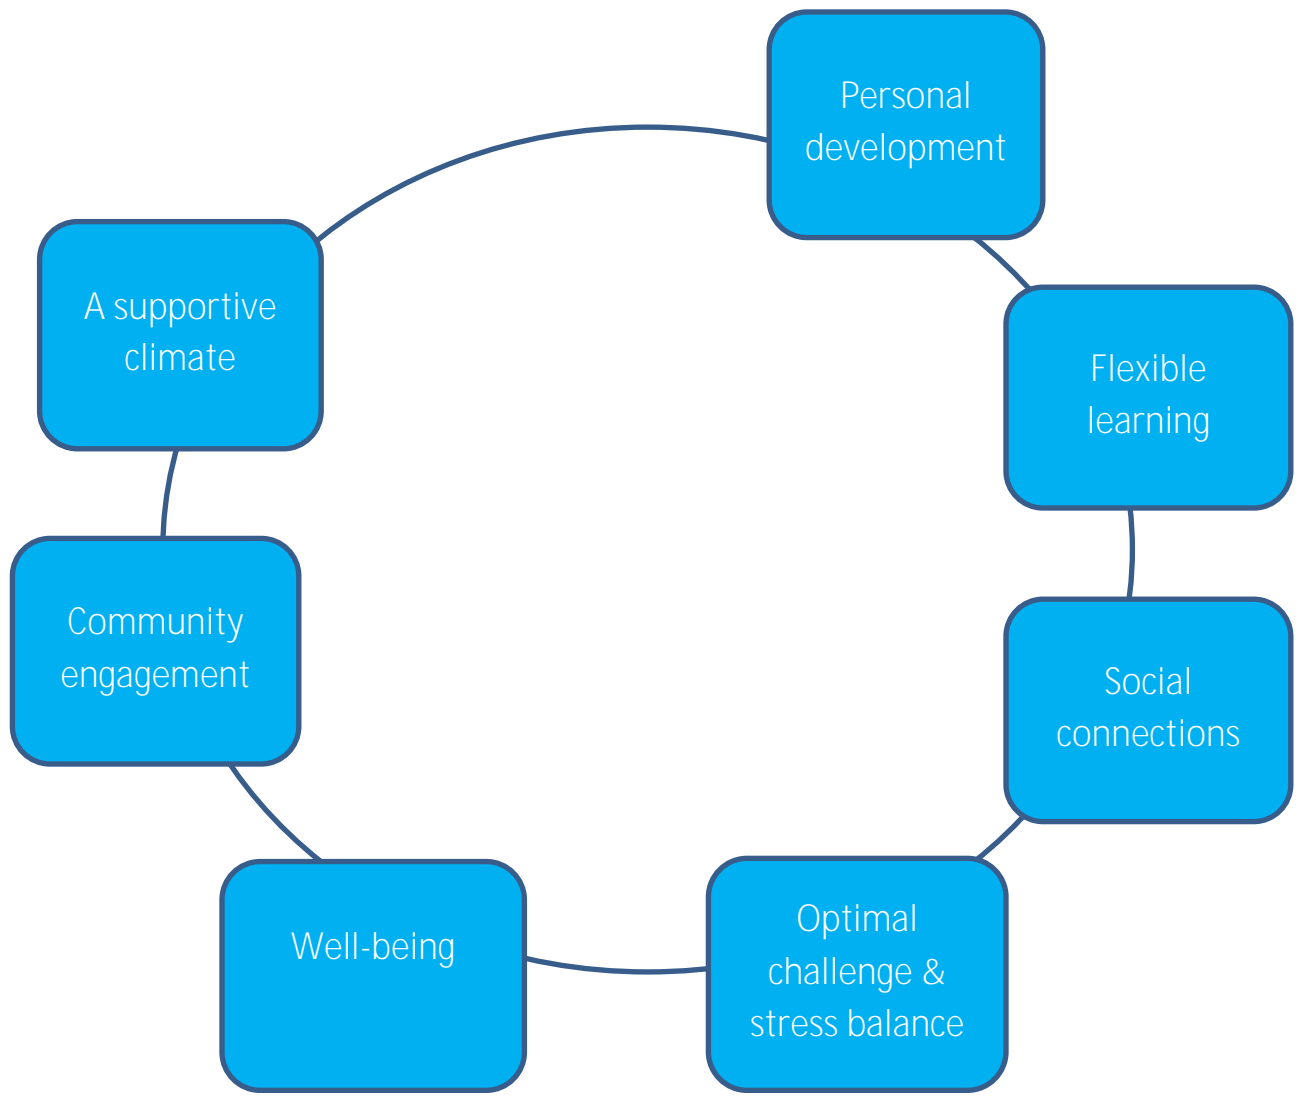 Personal
development
Flexible
learning
Social
connections
Optimal
challenge &
stress balance
Well-being
Community
engagement
A supportive
climate